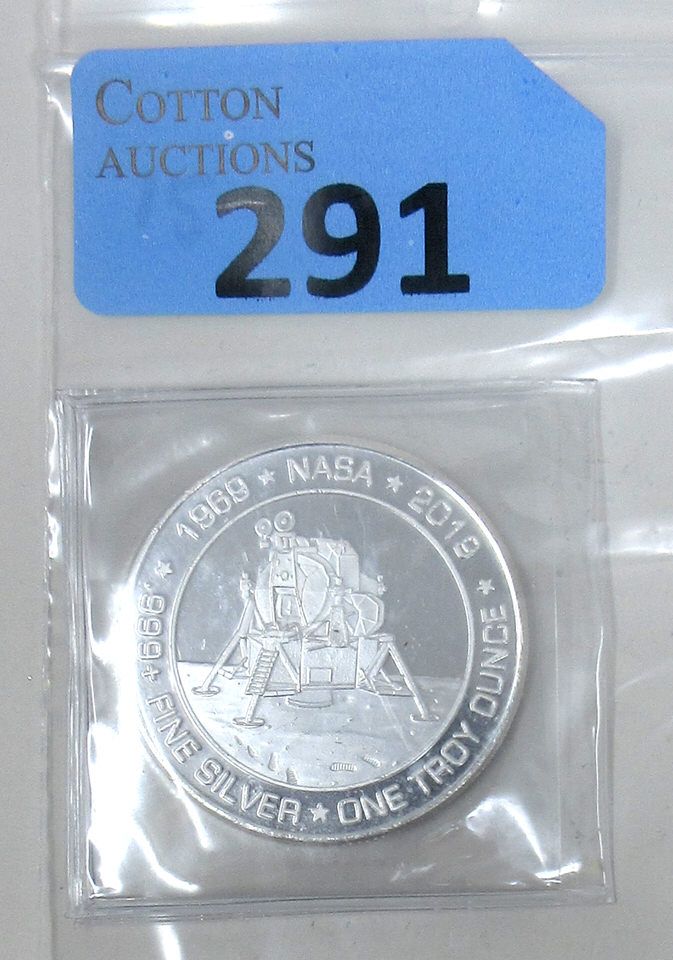 COTTON
AUCTIONS
291
1969 ★ NASA ★ 2019 ★
.999+ FINE SILVER ★ ONE TROY OUNCE ★